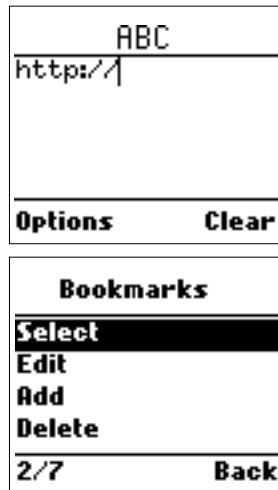 ABC
http://
Options Clear
Bookmarks
Select
Edit
Add
Delete
2/7 Back